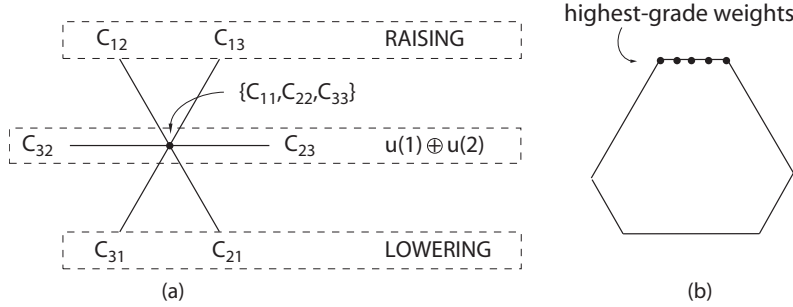 C12 C13 RAISING
{C11,C22,C33}
C32 C23 u(1) ⊕ u(2)
C31 C21 LOWERING
(a)
highest-grade weights
(b)